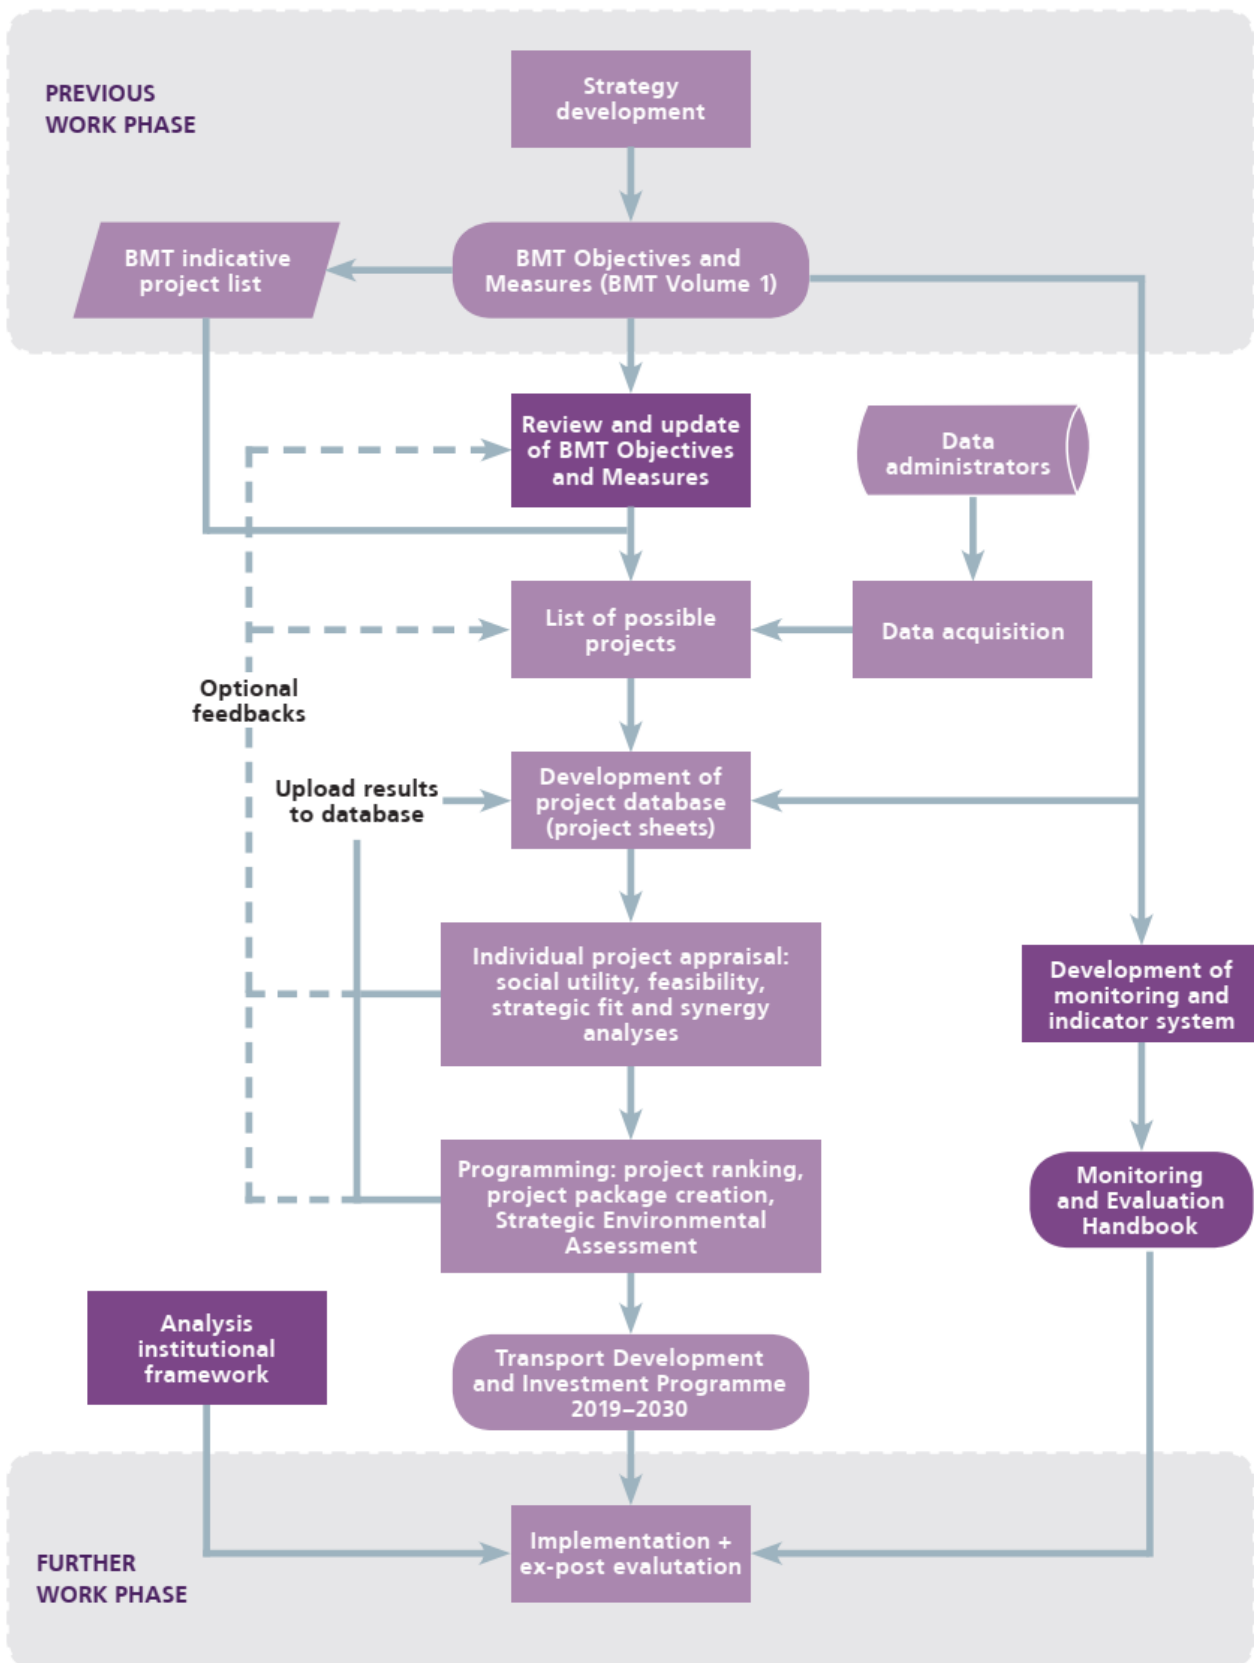 PREVIOUS
WORK PHASE
Strategy
development
BMT indicative
project list
BMT Objectives and
Measures (BMT Volume 1)
Review and update
of BMT Objectives
and Measures
Data
administrators
List of possible
projects
Data acquisition
Optional
feedbacks
Upload results
to database
Development of
project database
(project sheets)
Individual project appraisal:
social utility, feasibility,
strategic fit and synergy
analyses
Development of
monitoring and
indicator system
Programming: project ranking,
project package creation,
Strategic Environmental
Assessment
Monitoring
and Evaluation
Handbook
Analysis
institutional
framework
Transport Development
and Investment Programme
2019–2030
Implementation +
ex-post evalutation
FURTHER
WORK PHASE